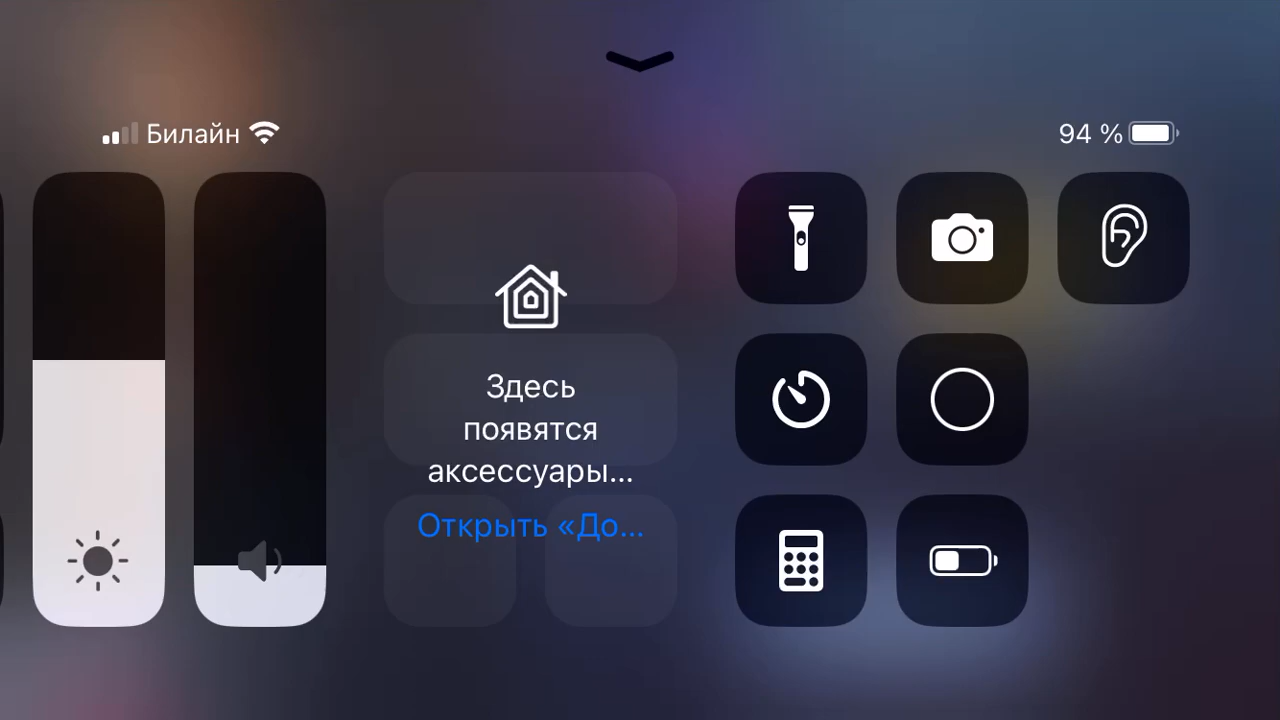 Билайн
94 %
Здесь
появятся
аксессуары...
Открыть «До...